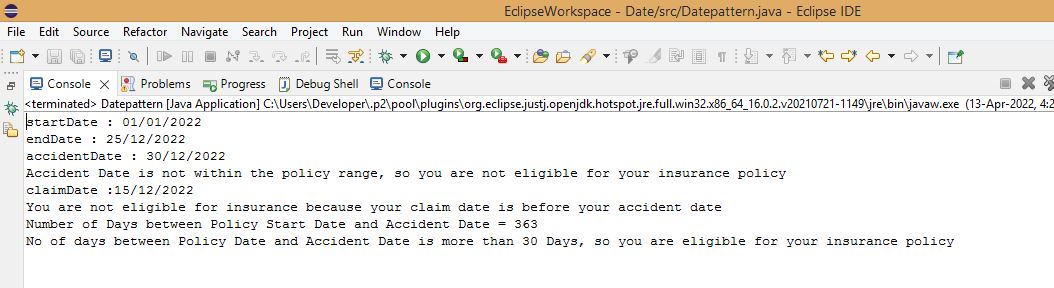 EclipseWorkspace - Date/src/Datepattern.java - Eclipse IDE
File Edit Source Refactor Navigate Search Project Run Window Help
Console Problems Progress Debug Shell Console
<terminated> Datepattern [Java Application] C:\Users\Developer\.p2\pool\plugins\org.eclipse.justj.openjdk.hotspot.jre.full.win32.x86_64_16.0.2.v20210721-1149\jre\bin\javaw.exe (13-Apr-2022, 4:2
startDate : 01/01/2022
endDate : 25/12/2022
accidentDate : 30/12/2022
Accident Date is not within the policy range, so you are not eligible for your insurance policy
claimDate :15/12/2022
You are not eligible for insurance because your claim date is before your accident date
Number of Days between Policy Start Date and Accident Date = 363
No of days between Policy Date and Accident Date is more than 30 Days, so you are eligible for your insurance policy